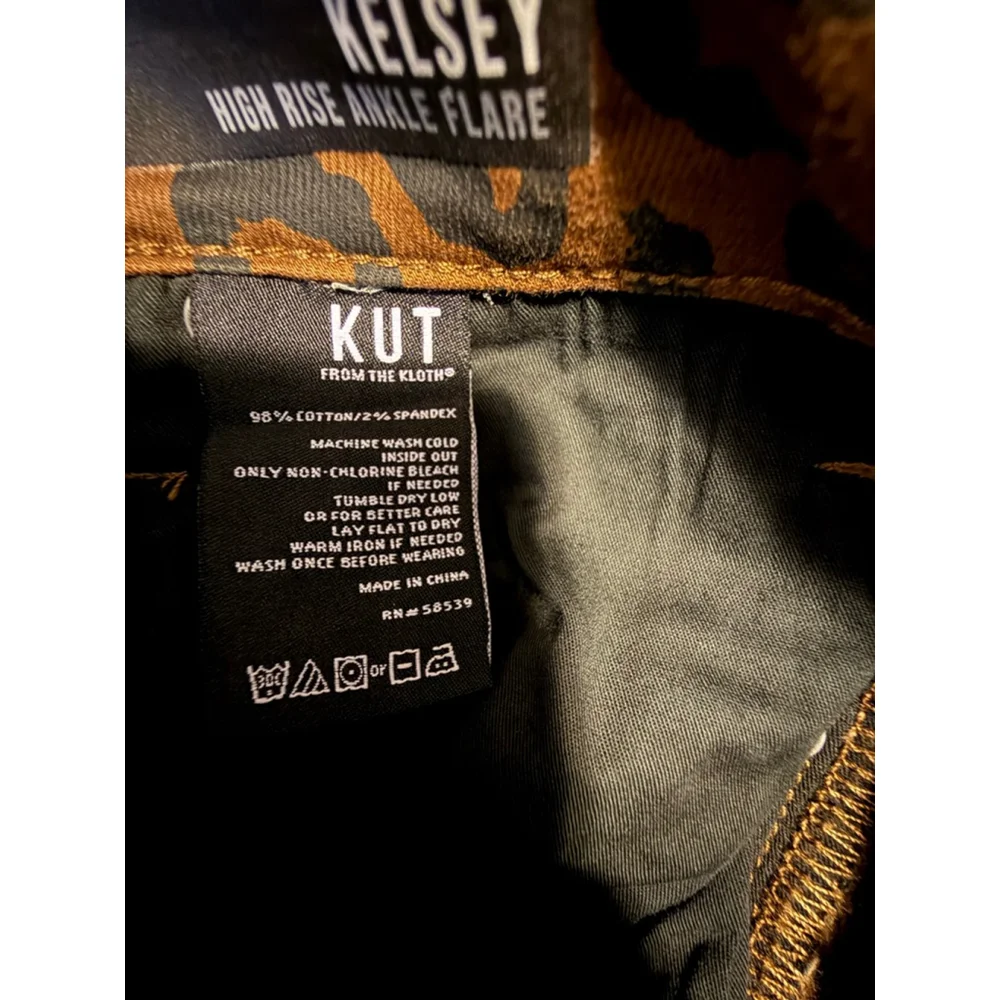 KELSEY
HIGH RISE ANKLE FLARE
KUT
FROM THE KLOTH®
98% COTTON/2% SPANDEX
MACHINE WASH COLD
INSIDE OUT
ONLY NON-CHLORINE BLEACH
IF NEEDED
TUMBLE DRY LOW
OR FOR BETTER CARE
LAY FLAT TO DRY
WARM IRON IF NEEDED
WASH ONCE BEFORE WEARING
MADE IN CHINA
RN#58539
30C or